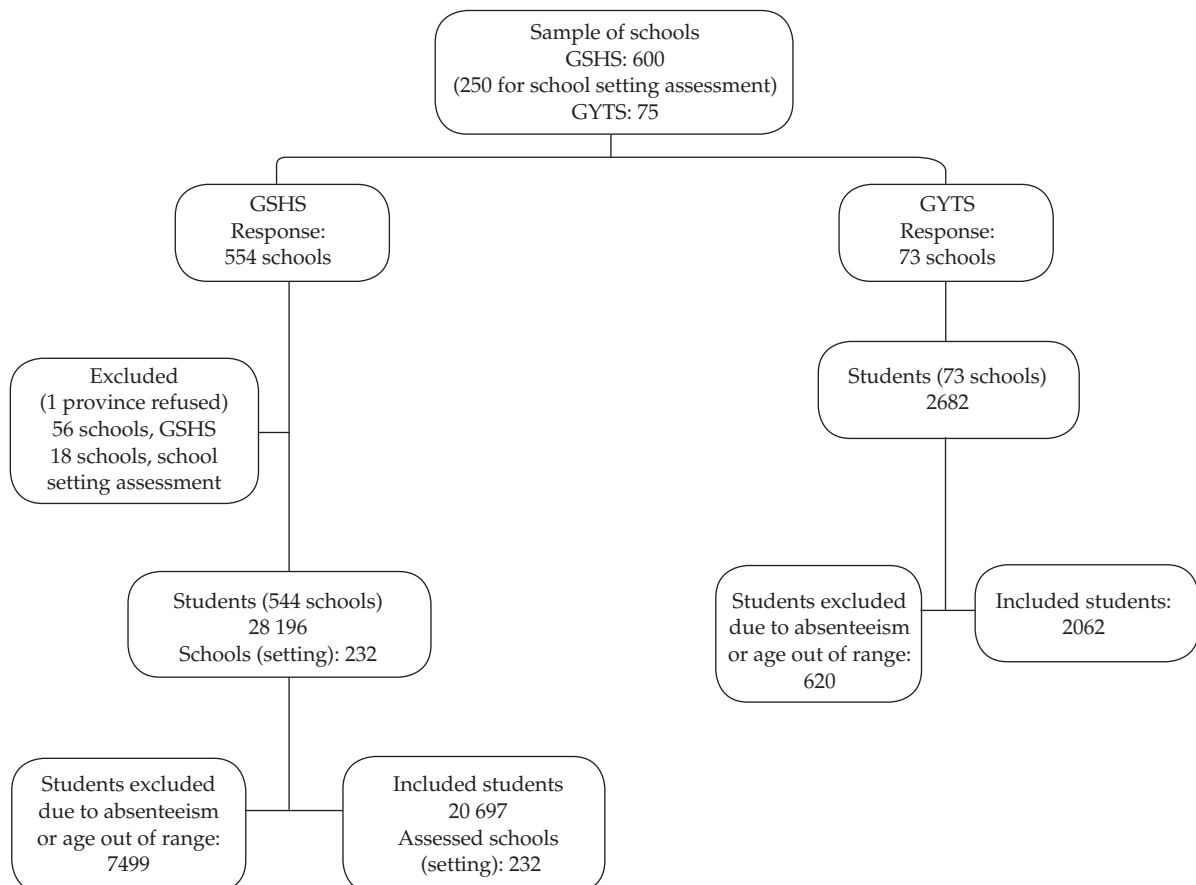 Sample of schools
GSHS: 600
(250 for school setting assessment)
GYTS: 75
GSHS
Response:
554 schools
GYTS
Response:
73 schools
Excluded
(1 province refused)
56 schools, GSHS
18 schools, school
setting assessment
Students (73 schools)
2682
Students (544 schools)
28 196
Schools (setting): 232
Students excluded
due to absenteeism
or age out of range:
620
Included students:
2062
Students excluded
due to absenteeism
or age out of range:
7499
Included students
20 697
Assessed schools
(setting): 232